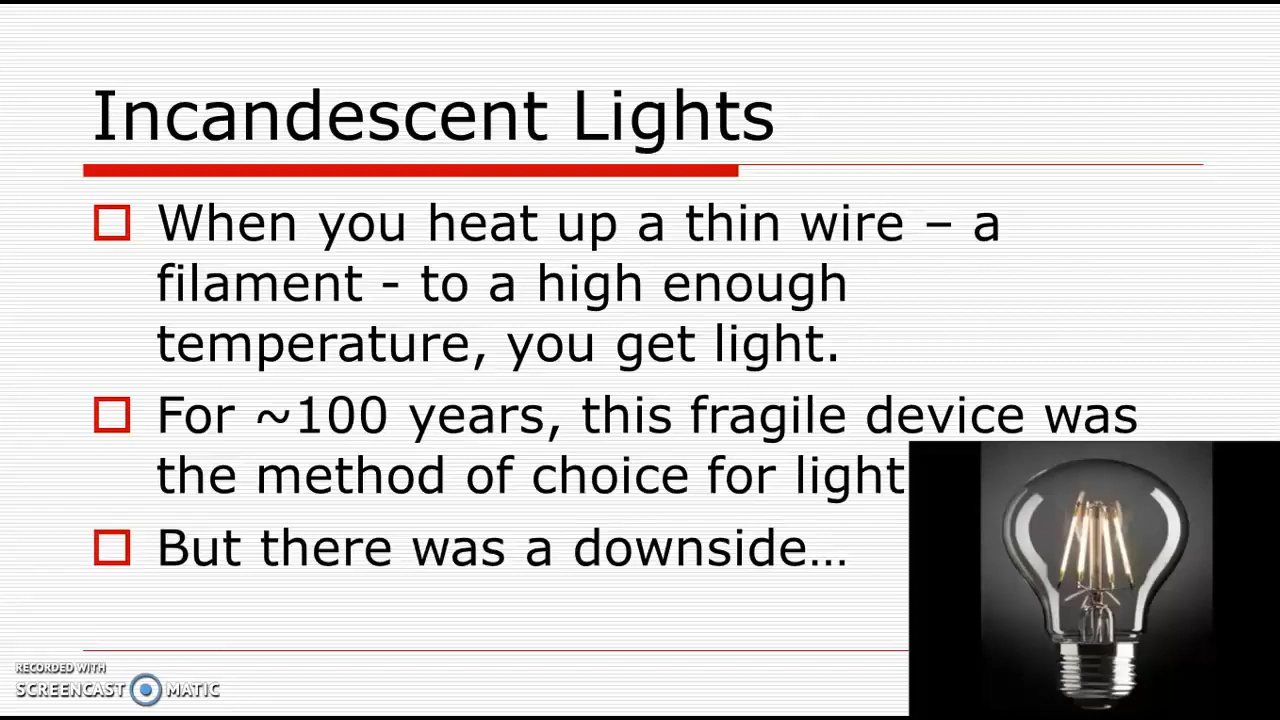 Incandescent Lights
When you heat up a thin wire – a
filament - to a high enough
temperature, you get light.
For ~100 years, this fragile device was
the method of choice for light
But there was a downside…
RECORDED WITH
SCREENCAST MATIC